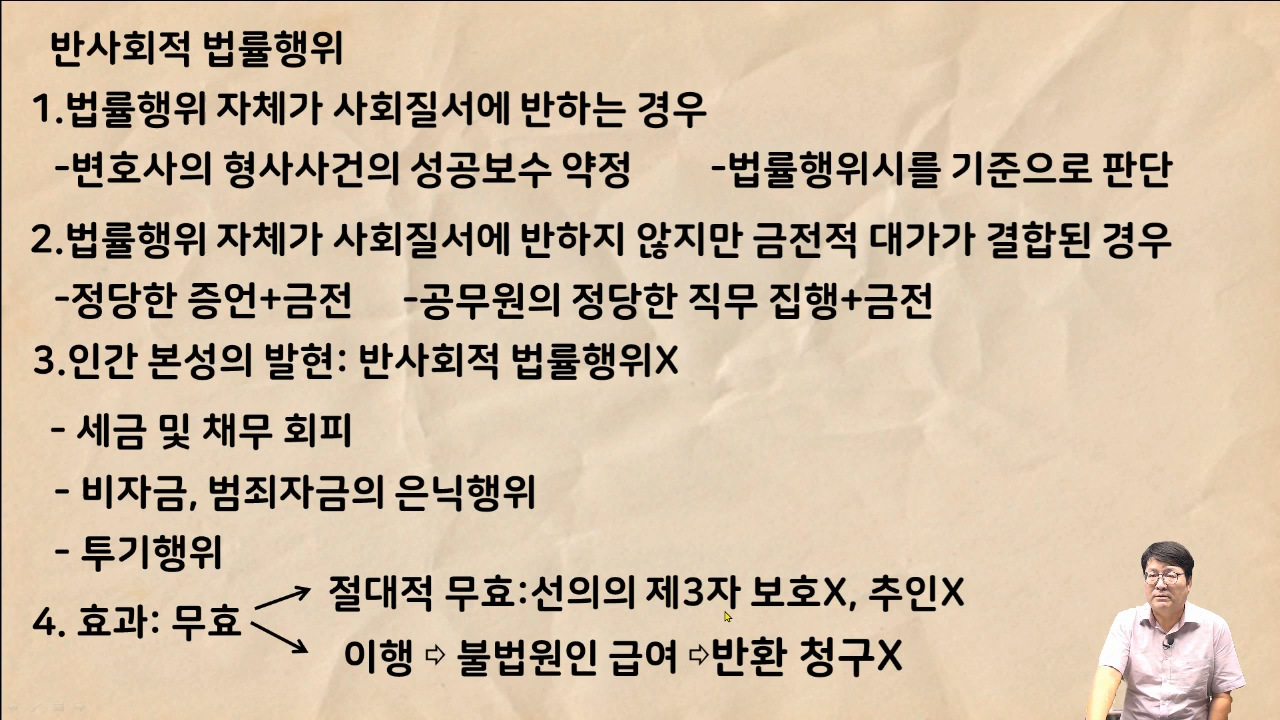 반사회적 법률행위
1.법률행위 자체가 사회질서에 반하는 경우
-변호사의 형사사건의 성공보수 약정 -법률행위시를 기준으로 판단
2.법률행위 자체가 사회질서에 반하지 않지만 금전적 대가가 결합된 경우
-정당한 증언+금전 -공무원의 정당한 직무 집행+금전
3.인간 본성의 발현: 반사회적 법률행위X
- 세금 및 채무 회피
- 비자금, 범죄자금의 은닉행위
- 투기행위
4. 효과: 무효
절대적 무효:선의의 제3자 보호X, 추인X
이행 ⇨ 불법원인 급여 ⇨반환 청구X